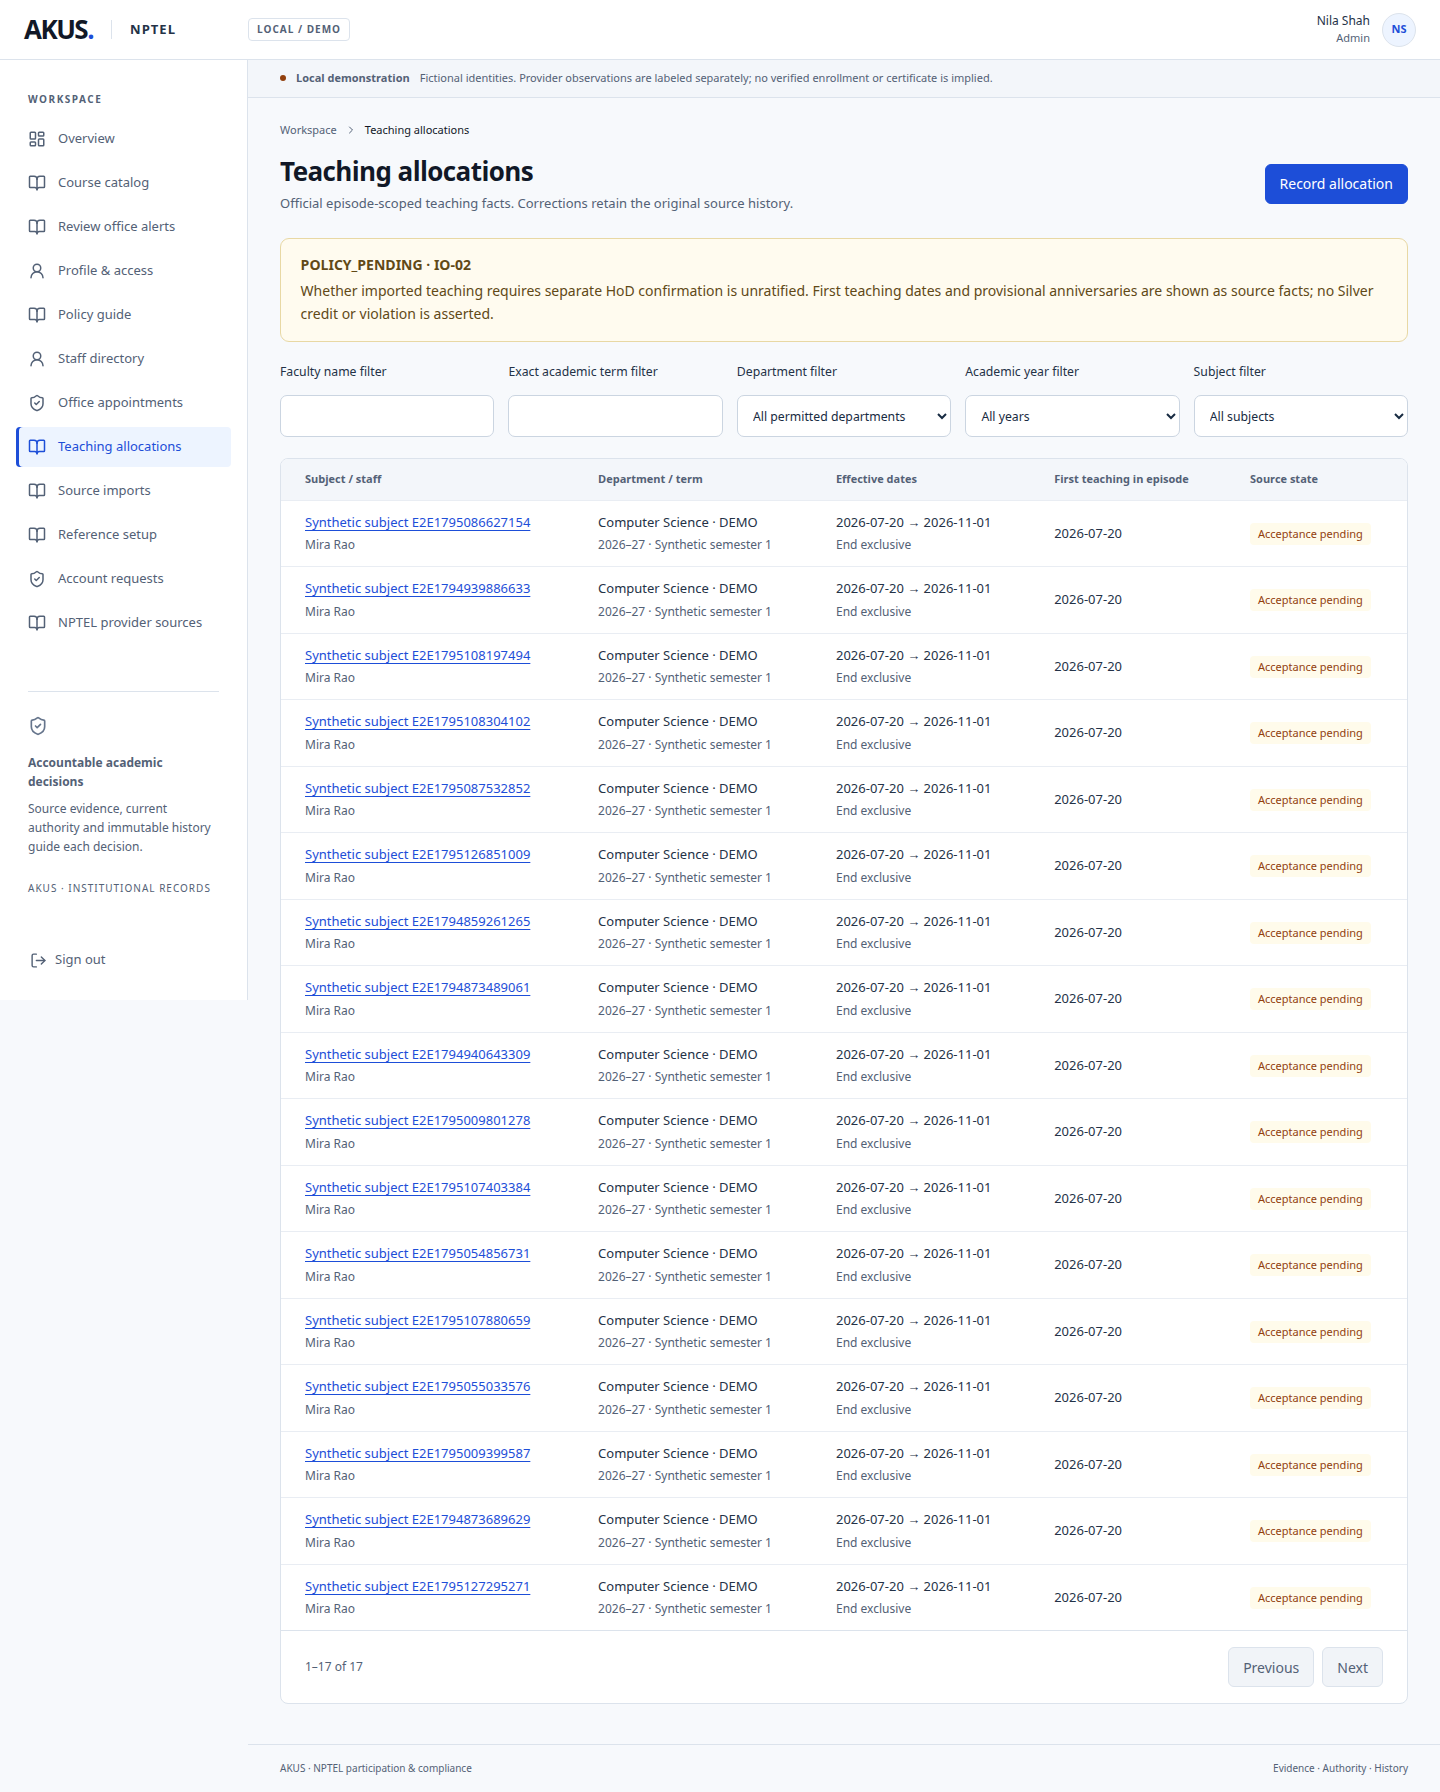 AKUS.
NPTEL
LOCAL / DEMO
Nila Shah
Admin
NS
WORKSPACE
Overview
Course catalog
Review office alerts
Profile & access
Policy guide
Staff directory
Office appointments
Teaching allocations
Source imports
Reference setup
Account requests
NPTEL provider sources
Accountable academic
decisions
Source evidence, current
authority and immutable history
guide each decision.
AKUS · INSTITUTIONAL RECORDS
Sign out
Local demonstration Fictional identities. Provider observations are labeled separately; no verified enrollment or certificate is implied.
Workspace > Teaching allocations
Teaching allocations
Official episode-scoped teaching facts. Corrections retain the original source history.
Record allocation
POLICY_PENDING · IO-02
Whether imported teaching requires separate HoD confirmation is unratified. First teaching dates and provisional anniversaries are shown as source facts; no Silver
credit or violation is asserted.
Faculty name filter Exact academic term filter Department filter Academic year filter Subject filter
All permitted departments All years All subjects
Subject / staff Department / term Effective dates First teaching in episode Source state
Synthetic subject E2E1795086627154 Computer Science · DEMO 2026-07-20 → 2026-11-01 2026-07-20 Acceptance pending
Mira Rao 2026–27 · Synthetic semester 1 End exclusive
Synthetic subject E2E1794939886633 Computer Science · DEMO 2026-07-20 → 2026-11-01 2026-07-20 Acceptance pending
Mira Rao 2026–27 · Synthetic semester 1 End exclusive
Synthetic subject E2E1795108197494 Computer Science · DEMO 2026-07-20 → 2026-11-01 2026-07-20 Acceptance pending
Mira Rao 2026–27 · Synthetic semester 1 End exclusive
Synthetic subject E2E1795108304102 Computer Science · DEMO 2026-07-20 → 2026-11-01 2026-07-20 Acceptance pending
Mira Rao 2026–27 · Synthetic semester 1 End exclusive
Synthetic subject E2E1795087532852 Computer Science · DEMO 2026-07-20 → 2026-11-01 2026-07-20 Acceptance pending
Mira Rao 2026–27 · Synthetic semester 1 End exclusive
Synthetic subject E2E1795126851009 Computer Science · DEMO 2026-07-20 → 2026-11-01 2026-07-20 Acceptance pending
Mira Rao 2026–27 · Synthetic semester 1 End exclusive
Synthetic subject E2E1794859261265 Computer Science · DEMO 2026-07-20 → 2026-11-01 2026-07-20 Acceptance pending
Mira Rao 2026–27 · Synthetic semester 1 End exclusive
Synthetic subject E2E1794873489061 Computer Science · DEMO 2026-07-20 → 2026-11-01 2026-07-20 Acceptance pending
Mira Rao 2026–27 · Synthetic semester 1 End exclusive
Synthetic subject E2E1794940643309 Computer Science · DEMO 2026-07-20 → 2026-11-01 2026-07-20 Acceptance pending
Mira Rao 2026–27 · Synthetic semester 1 End exclusive
Synthetic subject E2E1795009801278 Computer Science · DEMO 2026-07-20 → 2026-11-01 2026-07-20 Acceptance pending
Mira Rao 2026–27 · Synthetic semester 1 End exclusive
Synthetic subject E2E1795107403384 Computer Science · DEMO 2026-07-20 → 2026-11-01 2026-07-20 Acceptance pending
Mira Rao 2026–27 · Synthetic semester 1 End exclusive
Synthetic subject E2E1795054856731 Computer Science · DEMO 2026-07-20 → 2026-11-01 2026-07-20 Acceptance pending
Mira Rao 2026–27 · Synthetic semester 1 End exclusive
Synthetic subject E2E1795107880659 Computer Science · DEMO 2026-07-20 → 2026-11-01 2026-07-20 Acceptance pending
Mira Rao 2026–27 · Synthetic semester 1 End exclusive
Synthetic subject E2E1795055033576 Computer Science · DEMO 2026-07-20 → 2026-11-01 2026-07-20 Acceptance pending
Mira Rao 2026–27 · Synthetic semester 1 End exclusive
Synthetic subject E2E1795009399587 Computer Science · DEMO 2026-07-20 → 2026-11-01 2026-07-20 Acceptance pending
Mira Rao 2026–27 · Synthetic semester 1 End exclusive
Synthetic subject E2E1794873689629 Computer Science · DEMO 2026-07-20 → 2026-11-01 2026-07-20 Acceptance pending
Mira Rao 2026–27 · Synthetic semester 1 End exclusive
Synthetic subject E2E1795127295271 Computer Science · DEMO 2026-07-20 → 2026-11-01 2026-07-20 Acceptance pending
Mira Rao 2026–27 · Synthetic semester 1 End exclusive
1–17 of 17 Previous Next
AKUS · NPTEL participation & compliance Evidence · Authority · History